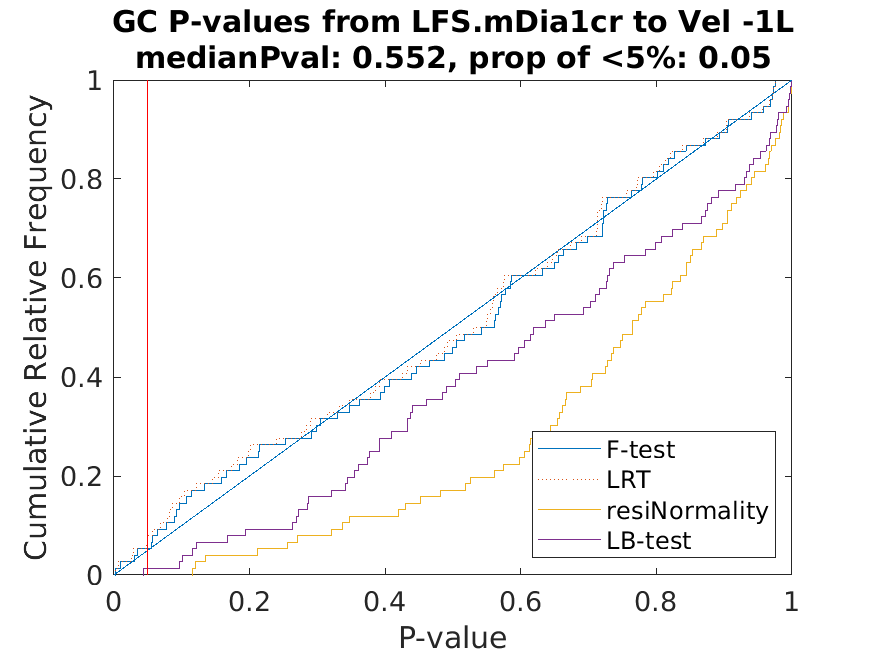 GC P-values from LFS.mDia1cr to Vel -1L
medianPval: 0.552, prop of <5%: 0.05
Cumulative Relative Frequency
1
0.8
0.6
0.4
0.2
0
0 0.2 0.4 0.6 0.8 1
P-value
F-test
LRT
resiNormality
LB-test